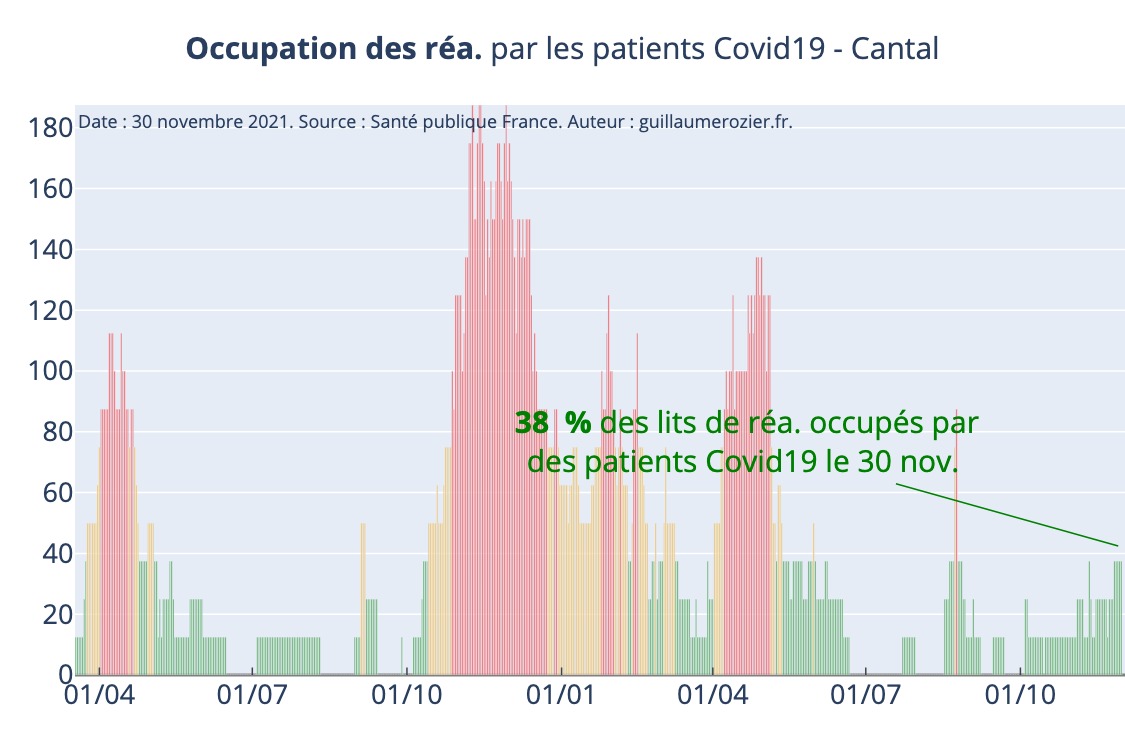 Occupation des réa. par les patients Covid19 - Cantal
Date : 30 novembre 2021. Source : Santé publique France. Auteur : guillaumerozier.fr.
180
160
140
120
100
80
60
40
20
0
38 % des lits de réa. occupés par
des patients Covid19 le 30 nov.
01/04 01/07 01/10 01/01 01/04 01/07 01/10